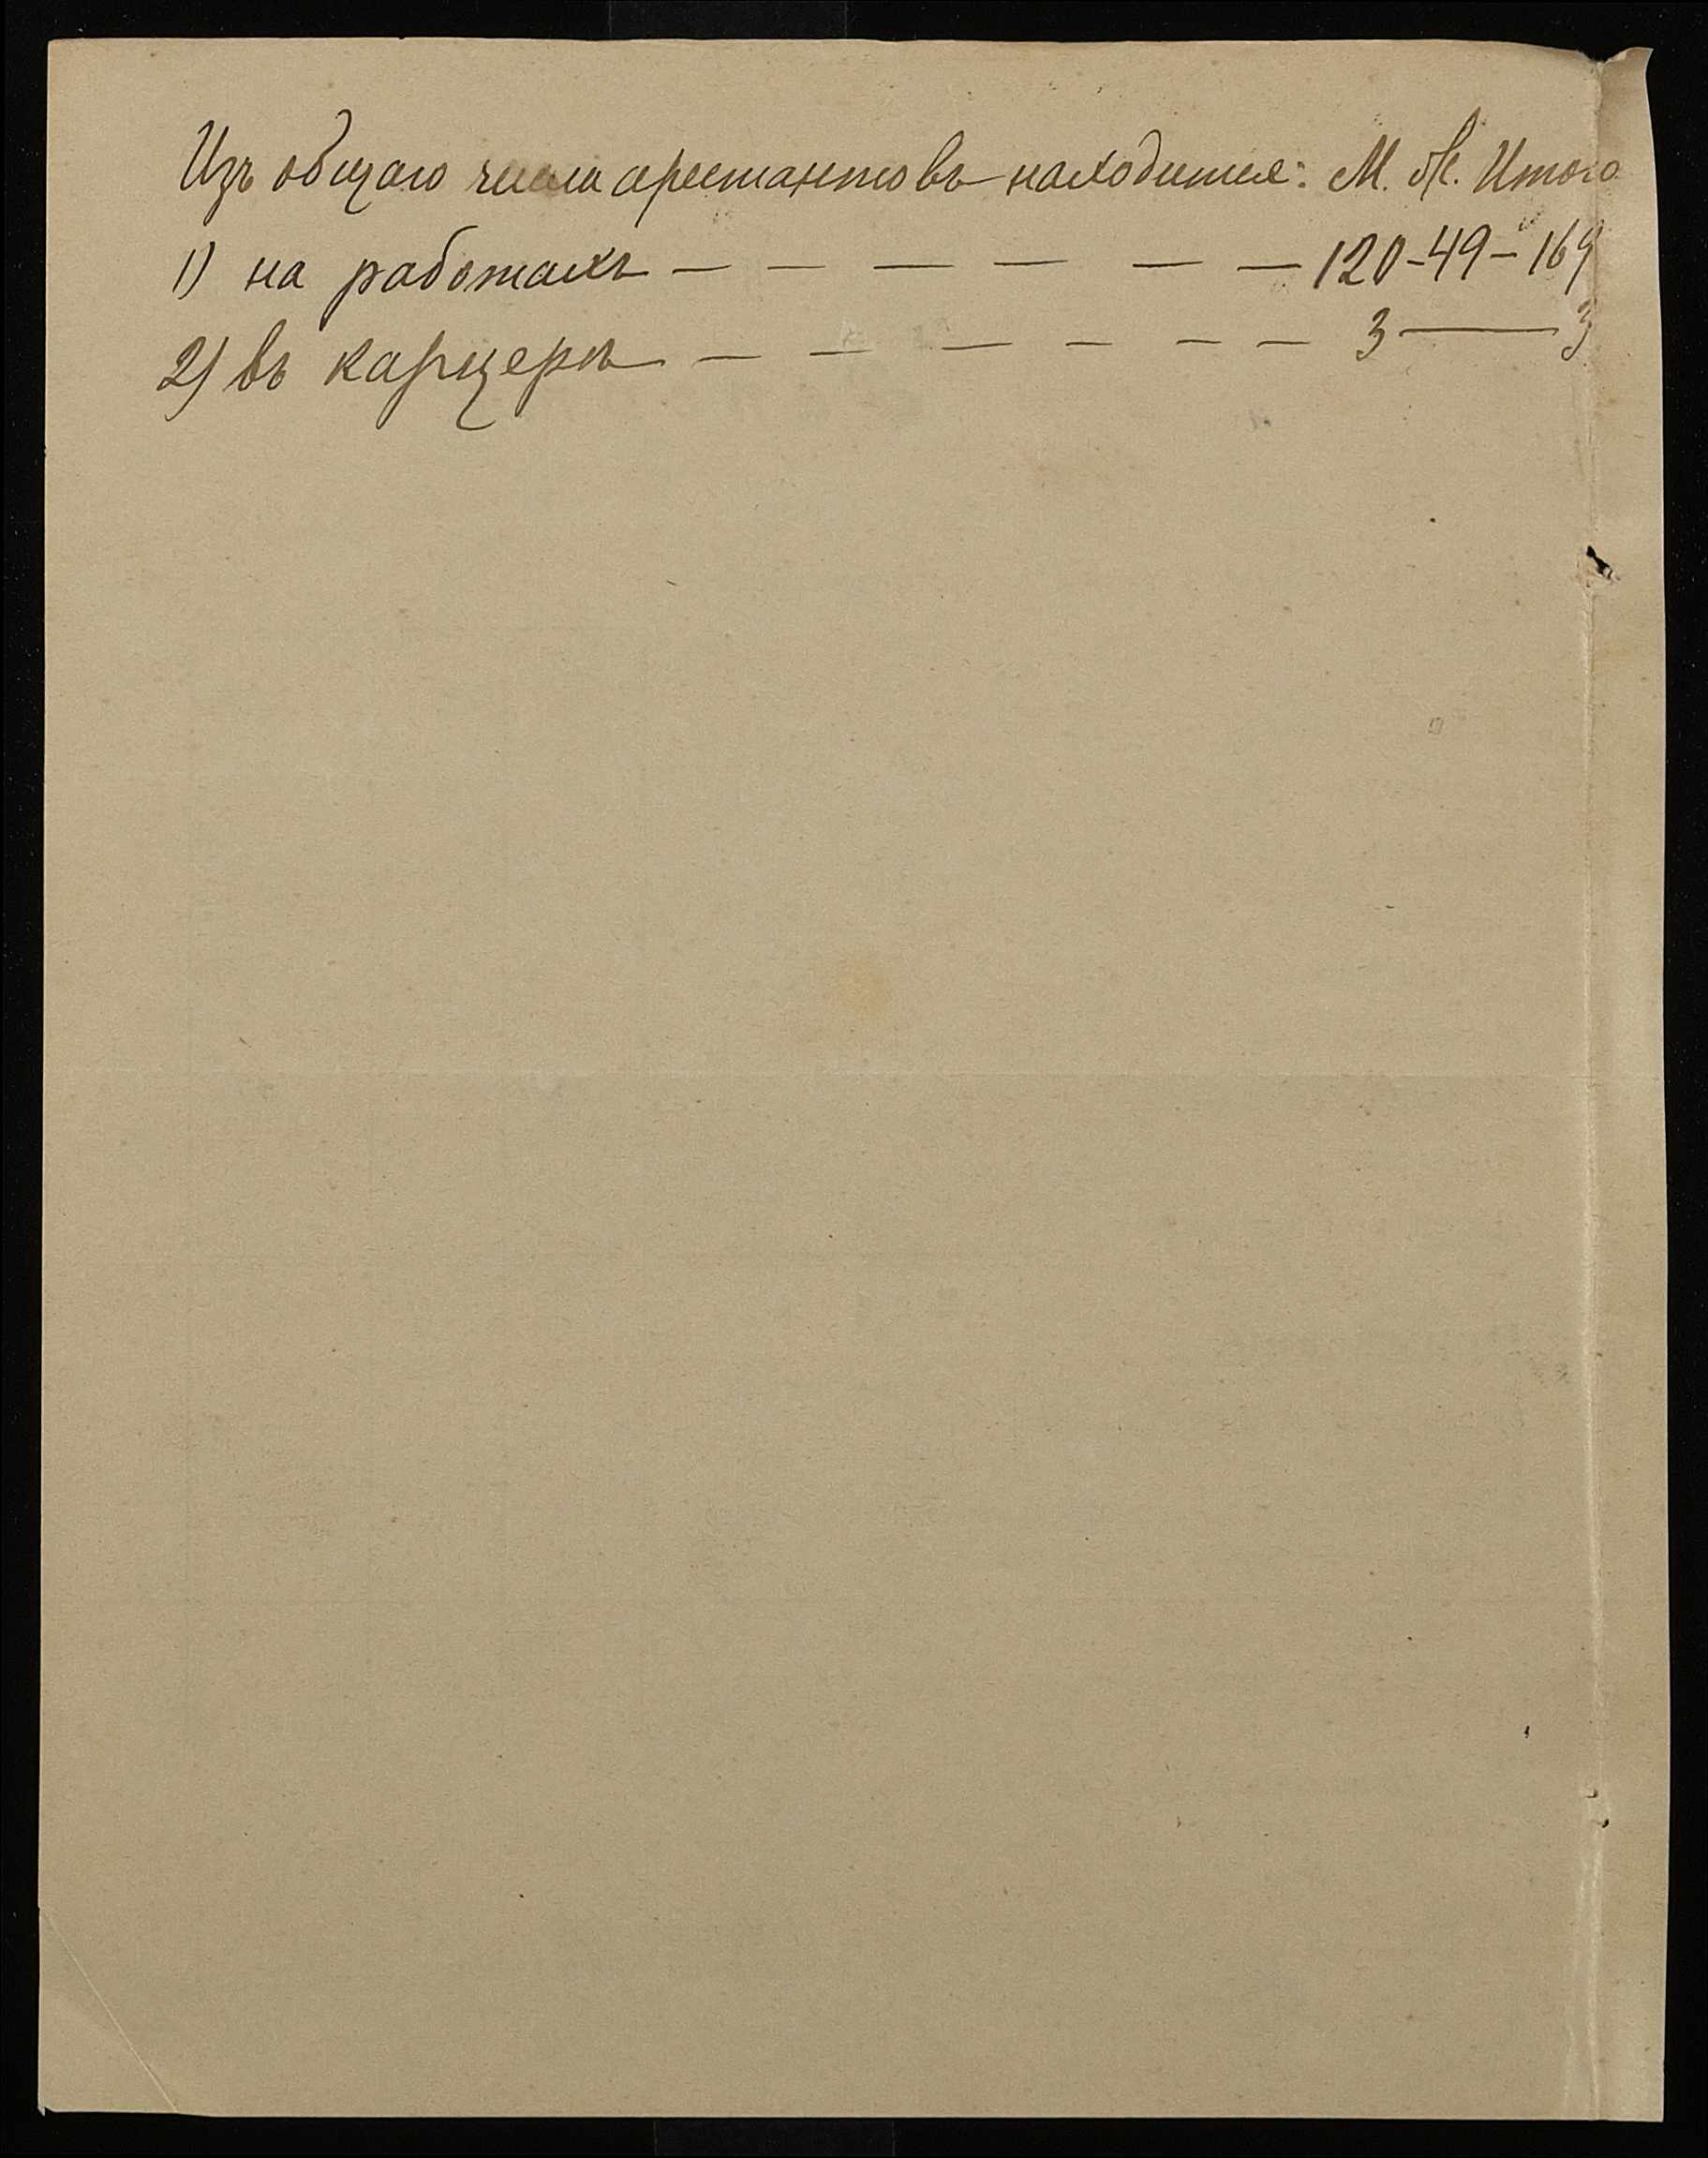 Изъ общаго числа арестантовъ находится: М. Ж. Итого
1) на работахъ — — — — — — 120-49-169
2) въ карцерѣ — — — — — — 3 — 3